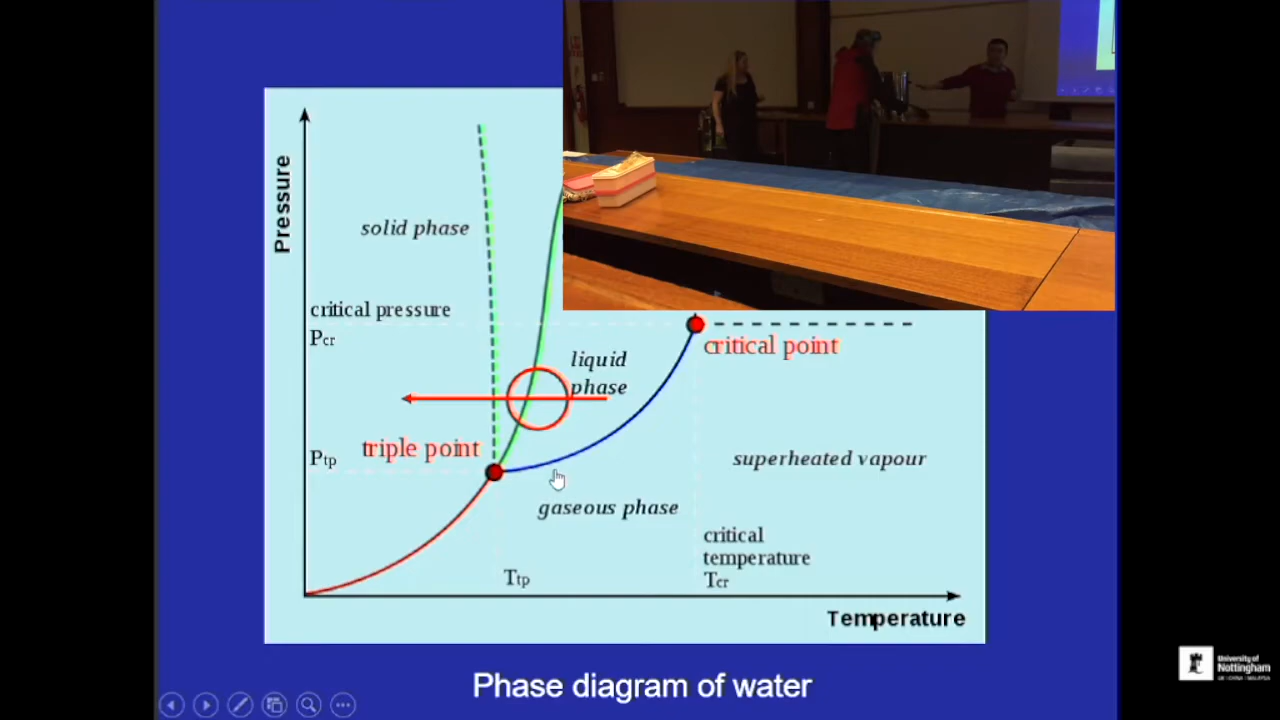 Pressure
solid phase
critical pressure
Pcr
liquid
phase
critical point
triple point
Ptp
superheated vapour
gaseous phase
critical
temperature
Tcr
Ttp
Temperature
Phase diagram of water
University of
Nottingham
UK | CHINA | MALAYSIA